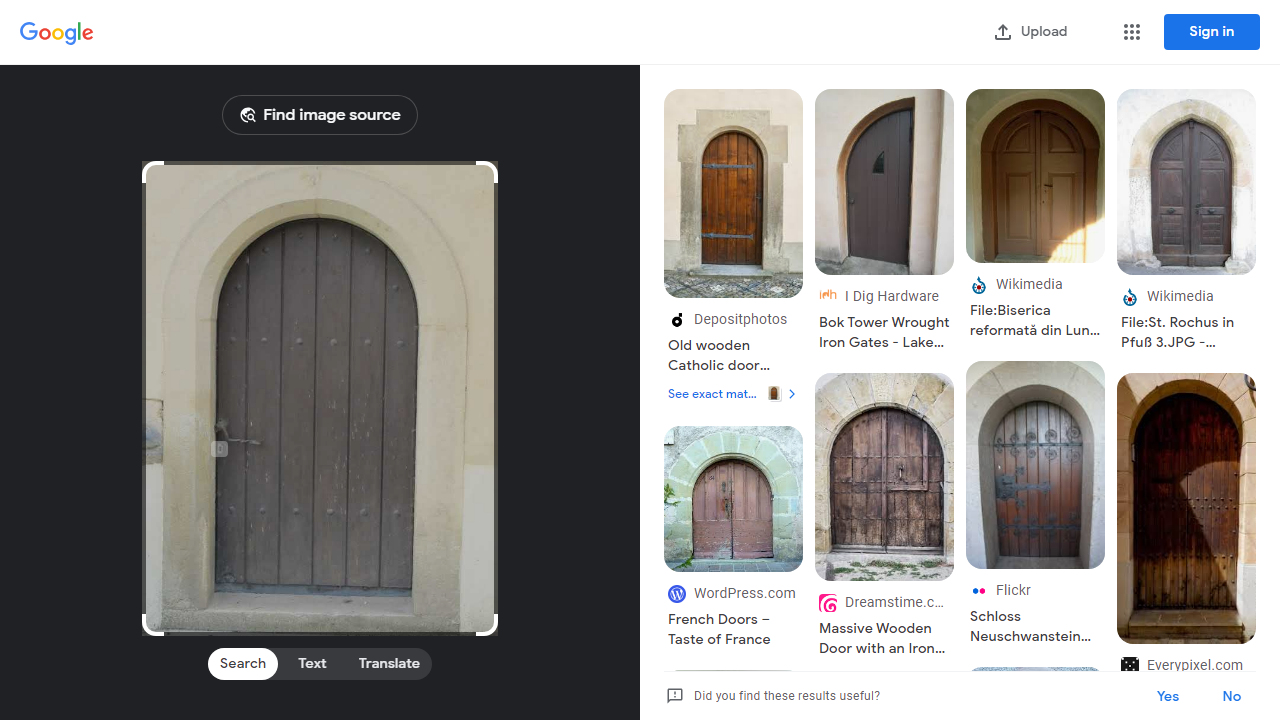 Google
Upload
Sign in
Find image source
Search
Text
Translate
Depositphotos
Old wooden
Catholic door...
See exact mat...
I Dig Hardware
Bok Tower Wrought
Iron Gates - Lake...
Wikimedia
File:Biserica
reformată din Lun...
Wikimedia
File:St. Rochus in
Pfuß 3.JPG -...
WordPress.com
French Doors –
Taste of France
Dreamstime.c...
Massive Wooden
Door with an Iron...
Flickr
Schloss
Neuschwanstein...
Everypixel.com
Did you find these results useful?
Yes
No